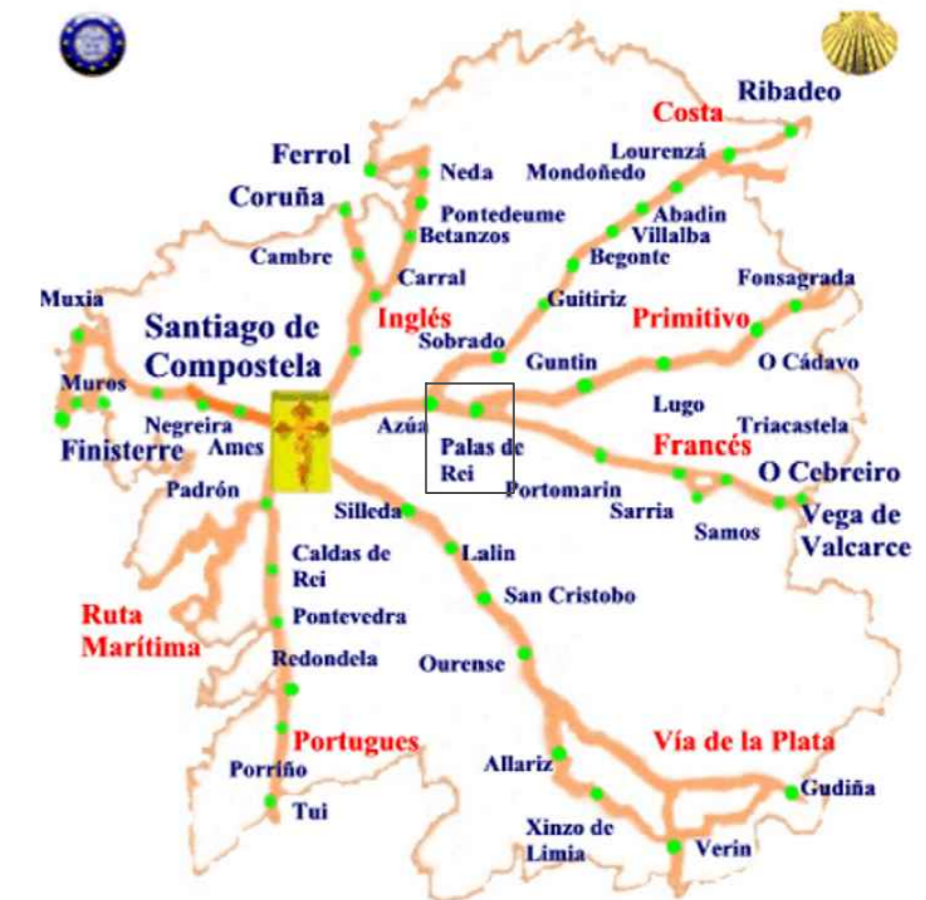 Ribadeo
Costa
Ferrol
Lourenzá
Neda
Mondoñedo
Coruña
Pontedeume
Abadin
Betanzos
Villalba
Cambre
Begonte
Carral
Fonsagrada
Muxia
Guitiriz
Santiago de
Compostela
Inglés
Primitivo
Sobrado
Guntin
O Cádavo
Muros
Negreira
Azúa
Lugo
Triacastela
Finisterre
Ames
Palas de
Rei
Francés
O Cebreiro
Padrón
Portomarin
Silleda
Sarria
Vega de
Valcarce
Samos
Caldas de
Rei
Lalin
San Cristobo
Ruta
Marítima
Pontevedra
Redondela
Ourense
Portugues
Vía de la Plata
Porriño
Allariz
Gudiña
Tui
Xinzo de
Limia
Verin